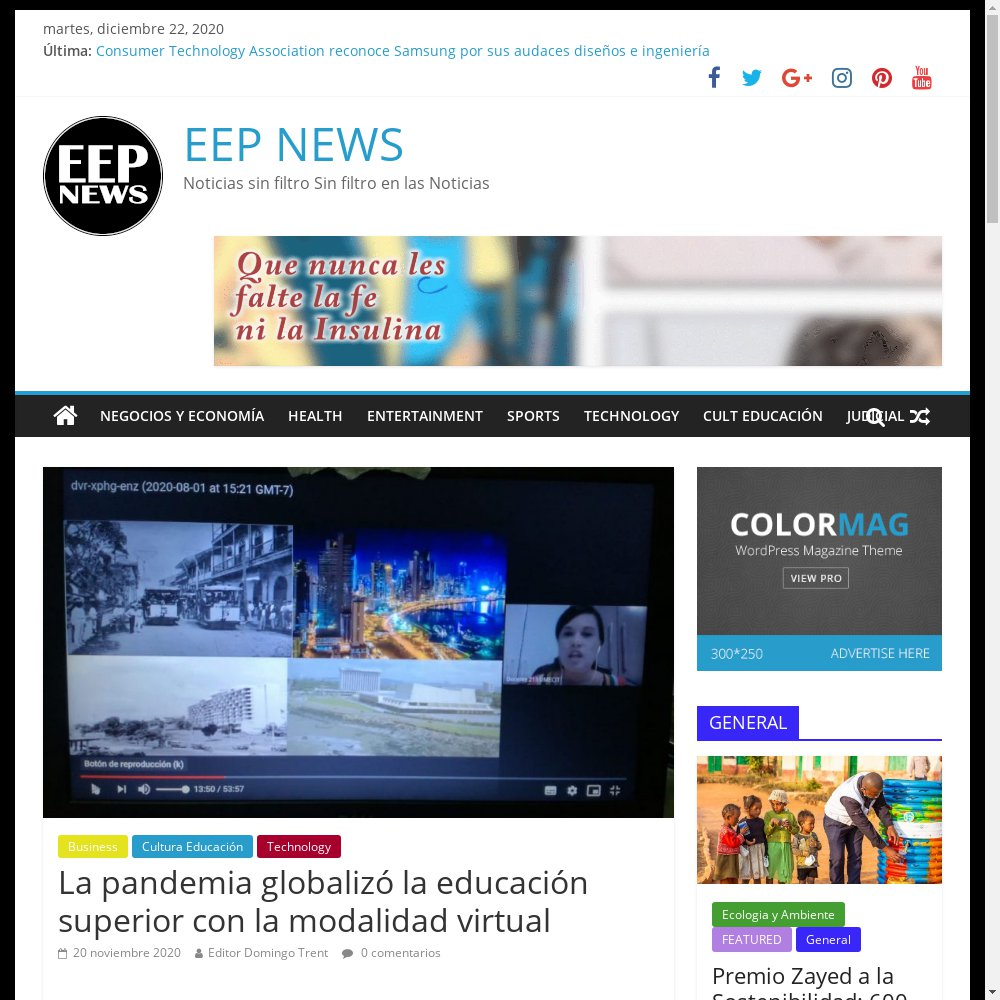 martes, diciembre 22, 2020
Última: Consumer Technology Association reconoce Samsung por sus audaces diseños e ingeniería
You
Tube
EEP
NEWS
EEP NEWS
Noticias sin filtro Sin filtro en las Noticias
Que nunca les
falte la fe
ni la Insulina
NEGOCIOS Y ECONOMÍA HEALTH ENTERTAINMENT SPORTS TECHNOLOGY CULT EDUCACIÓN JUDICIAL
dvr-xphg-enz (2020-08-01 at 15:21 GMT-7)
Botón de reproducción (k)
13:50 / 53:57
COLORMAG
WordPress Magazine Theme
VIEW PRO
300*250 ADVERTISE HERE
GENERAL
Business Cultura Educación Technology
La pandemia globalizó la educación
superior con la modalidad virtual
20 noviembre 2020 Editor Domingo Trent 0 comentarios
Ecologia y Ambiente
FEATURED General
Premio Zayed a la
Sostenibilidad: 600